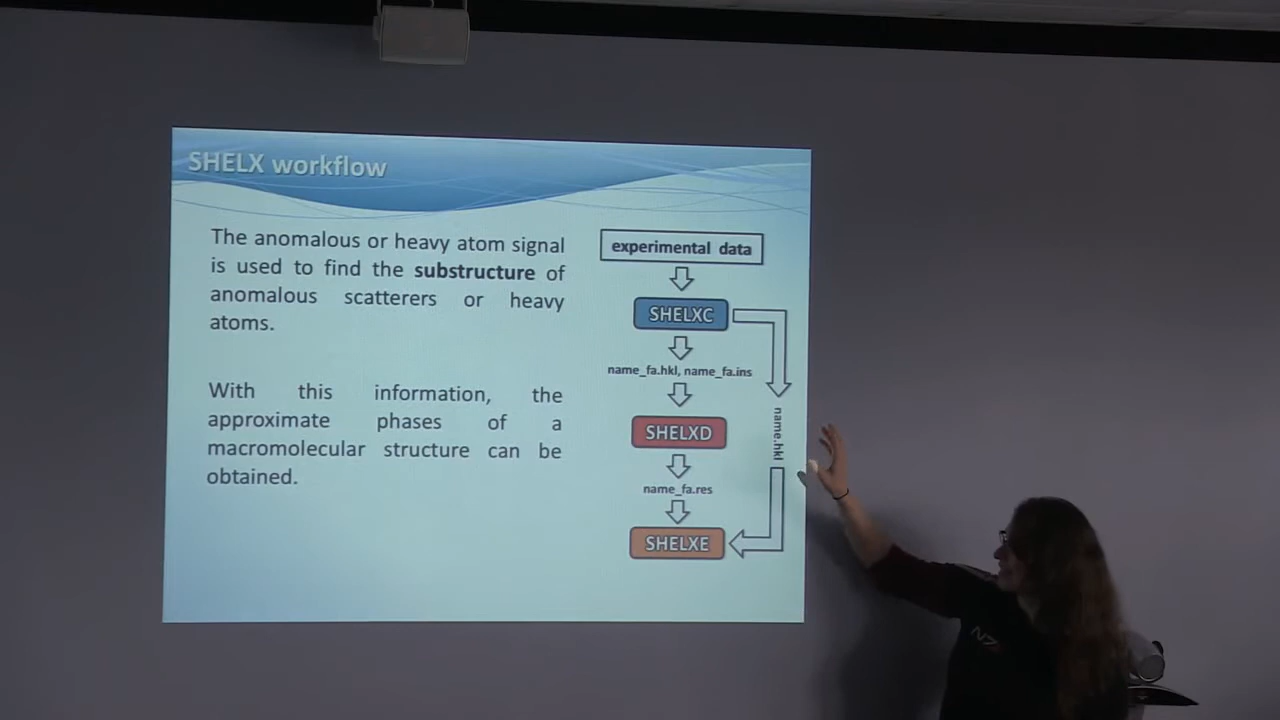 SHELX workflow
The anomalous or heavy atom signal
is used to find the substructure of
anomalous scatterers or heavy
atoms.
With this information, the
approximate phases of a
macromolecular structure can be
obtained.
experimental data
SHELXC
name_fa.hkl, name_fa.ins
SHELXD
name_fa.res
SHELXE
name.hkl
N7